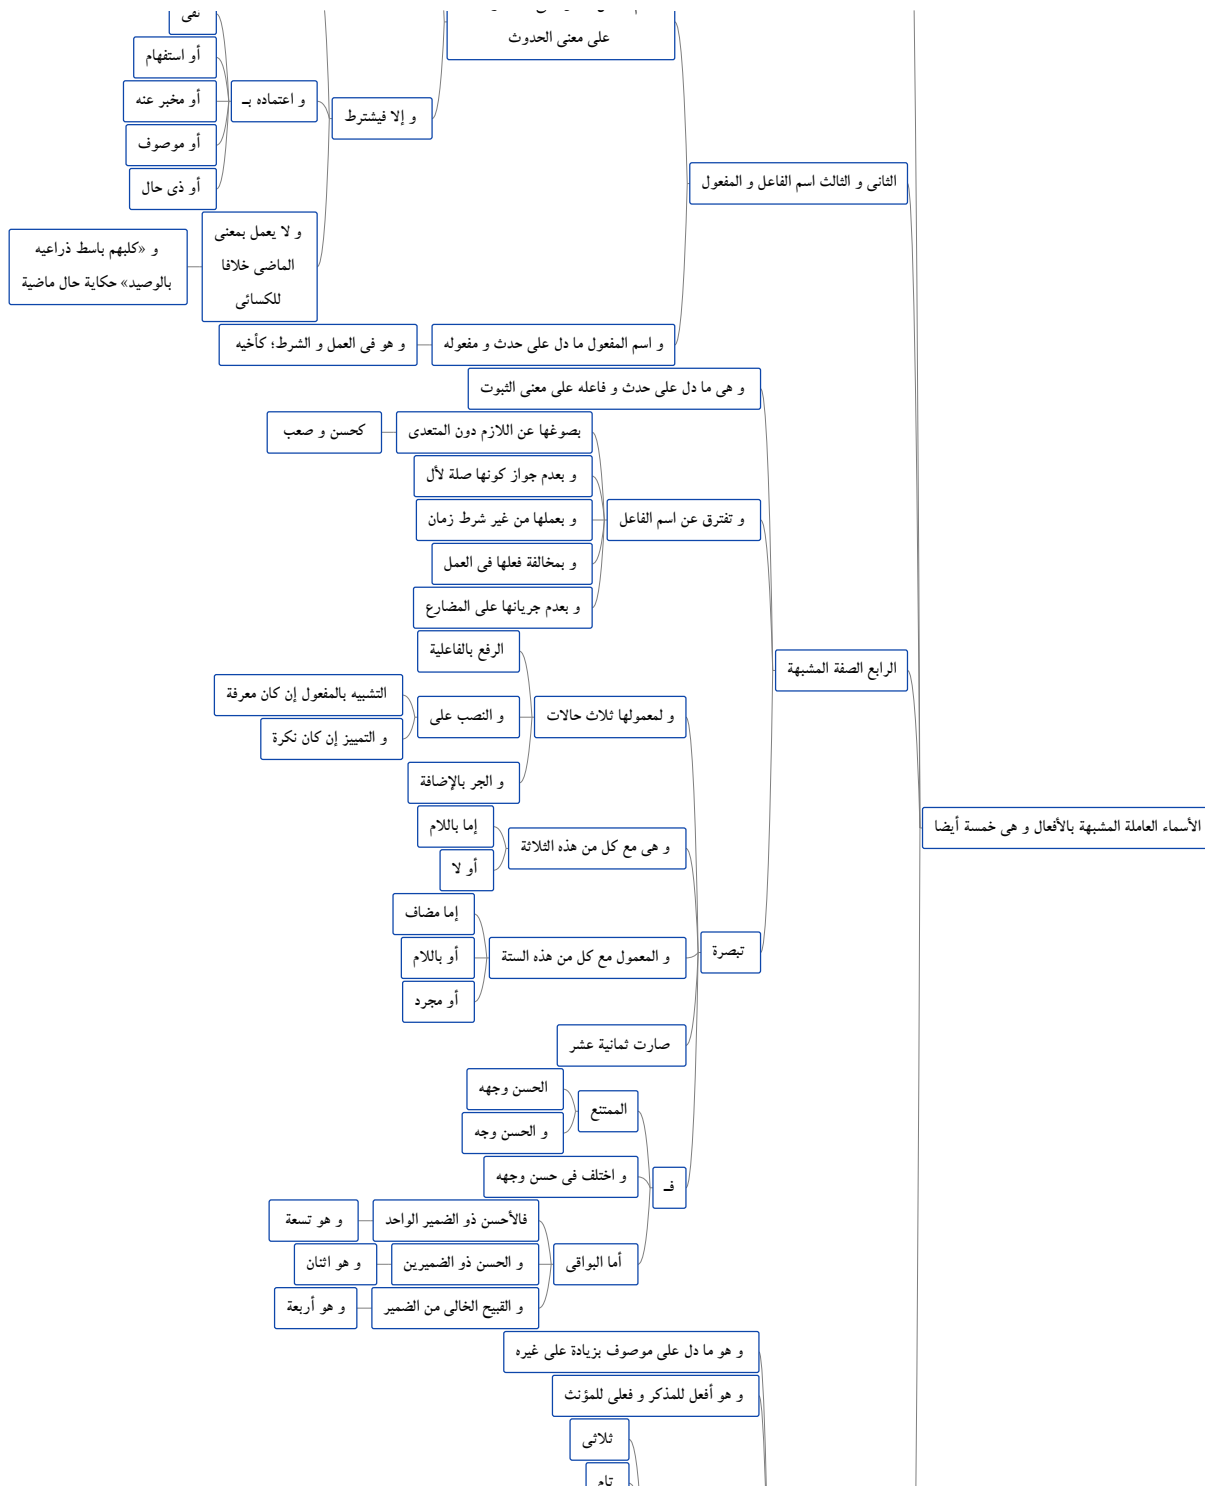 على معنى الحدوث
نفى
أو استفهام
و اعتماده بـ
أو مخبر عنه
و إلا فيشترط
أو موصوف
أو ذى حال
الثانى و الثالث اسم الفاعل و المفعول
و لا يعمل بمعنى
الماضى خلافا
للكسائى
و «كلبهم باسط ذراعيه
بالوصيد» حكاية حال ماضية
و اسم المفعول ما دل على حدث و مفعوله
و هو فى العمل و الشرط؛ كأخيه
و هى ما دل على حدث و فاعله على معنى الثبوت
بصوغها عن اللازم دون المتعدى
كحسن و صعب
و بعدم جواز كونها صلة لأل
و تفترق عن اسم الفاعل
و بعملها من غير شرط زمان
و بمخالفة فعلها فى العمل
و بعدم جريانها على المضارع
الرابع الصفة المشبهة
الرفع بالفاعلية
و لمعمولها ثلاث حالات
و النصب على
التشبيه بالمفعول إن كان معرفة
و التمييز إن كان نكرة
و الجر بالإضافة
الأسماء العاملة المشبهة بالأفعال و هى خمسة أيضا
و هى مع كل من هذه الثلاثة
إما باللام
أو لا
تبصرة
و المعمول مع كل من هذه الستة
إما مضاف
أو باللام
أو مجرد
صارت ثمانية عشر
فـ
الممتنع
الحسن وجهه
و الحسن وجه
و اختلف فى حسن وجهه
أما البواقى
فالأحسن ذو الضمير الواحد
و هو تسعة
و الحسن ذو الضميرين
و هو اثنان
و القبيح الخالى من الضمير
و هو أربعة
و هو ما دل على موصوف بزيادة على غيره
و هو أفعل للمذكر و فعلى للمؤنث
ثلاثى
تام